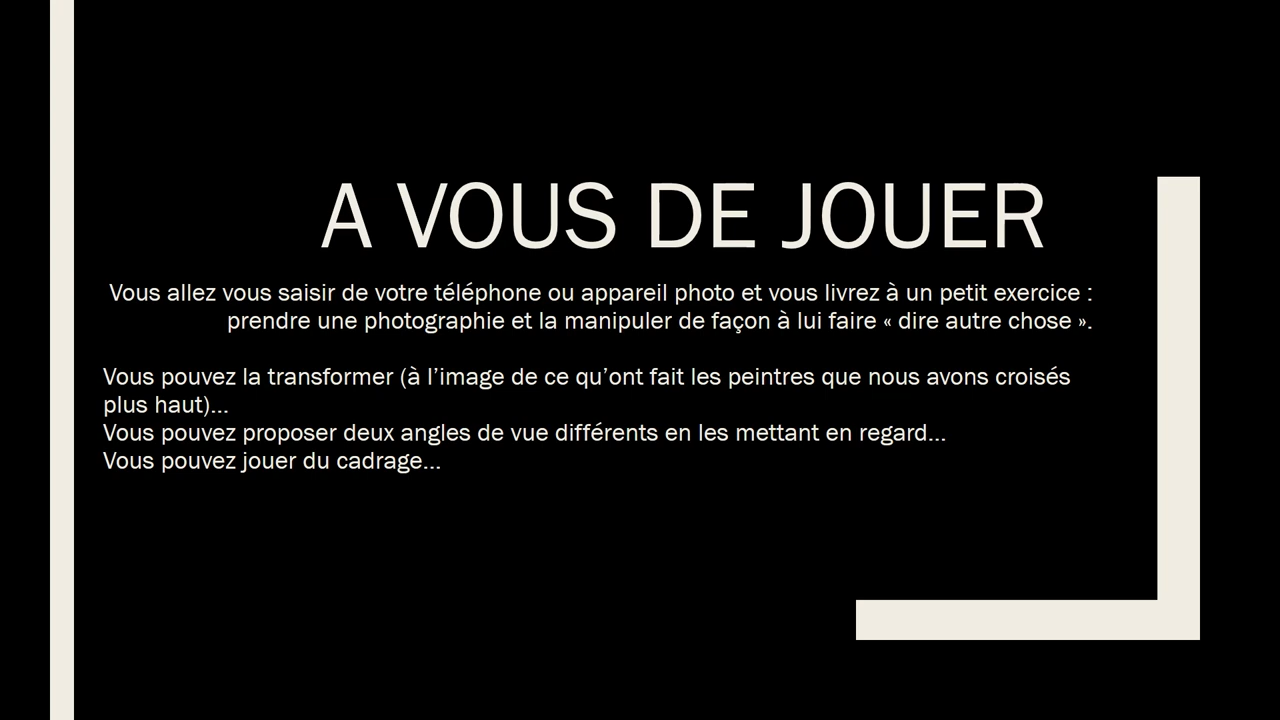 A VOUS DE JOUER
Vous allez vous saisir de votre téléphone ou appareil photo et vous livrez à un petit exercice :
prendre une photographie et la manipuler de façon à lui faire « dire autre chose ».
Vous pouvez la transformer (à l’image de ce qu’ont fait les peintres que nous avons croisés
plus haut)…
Vous pouvez proposer deux angles de vue différents en les mettant en regard…
Vous pouvez jouer du cadrage…